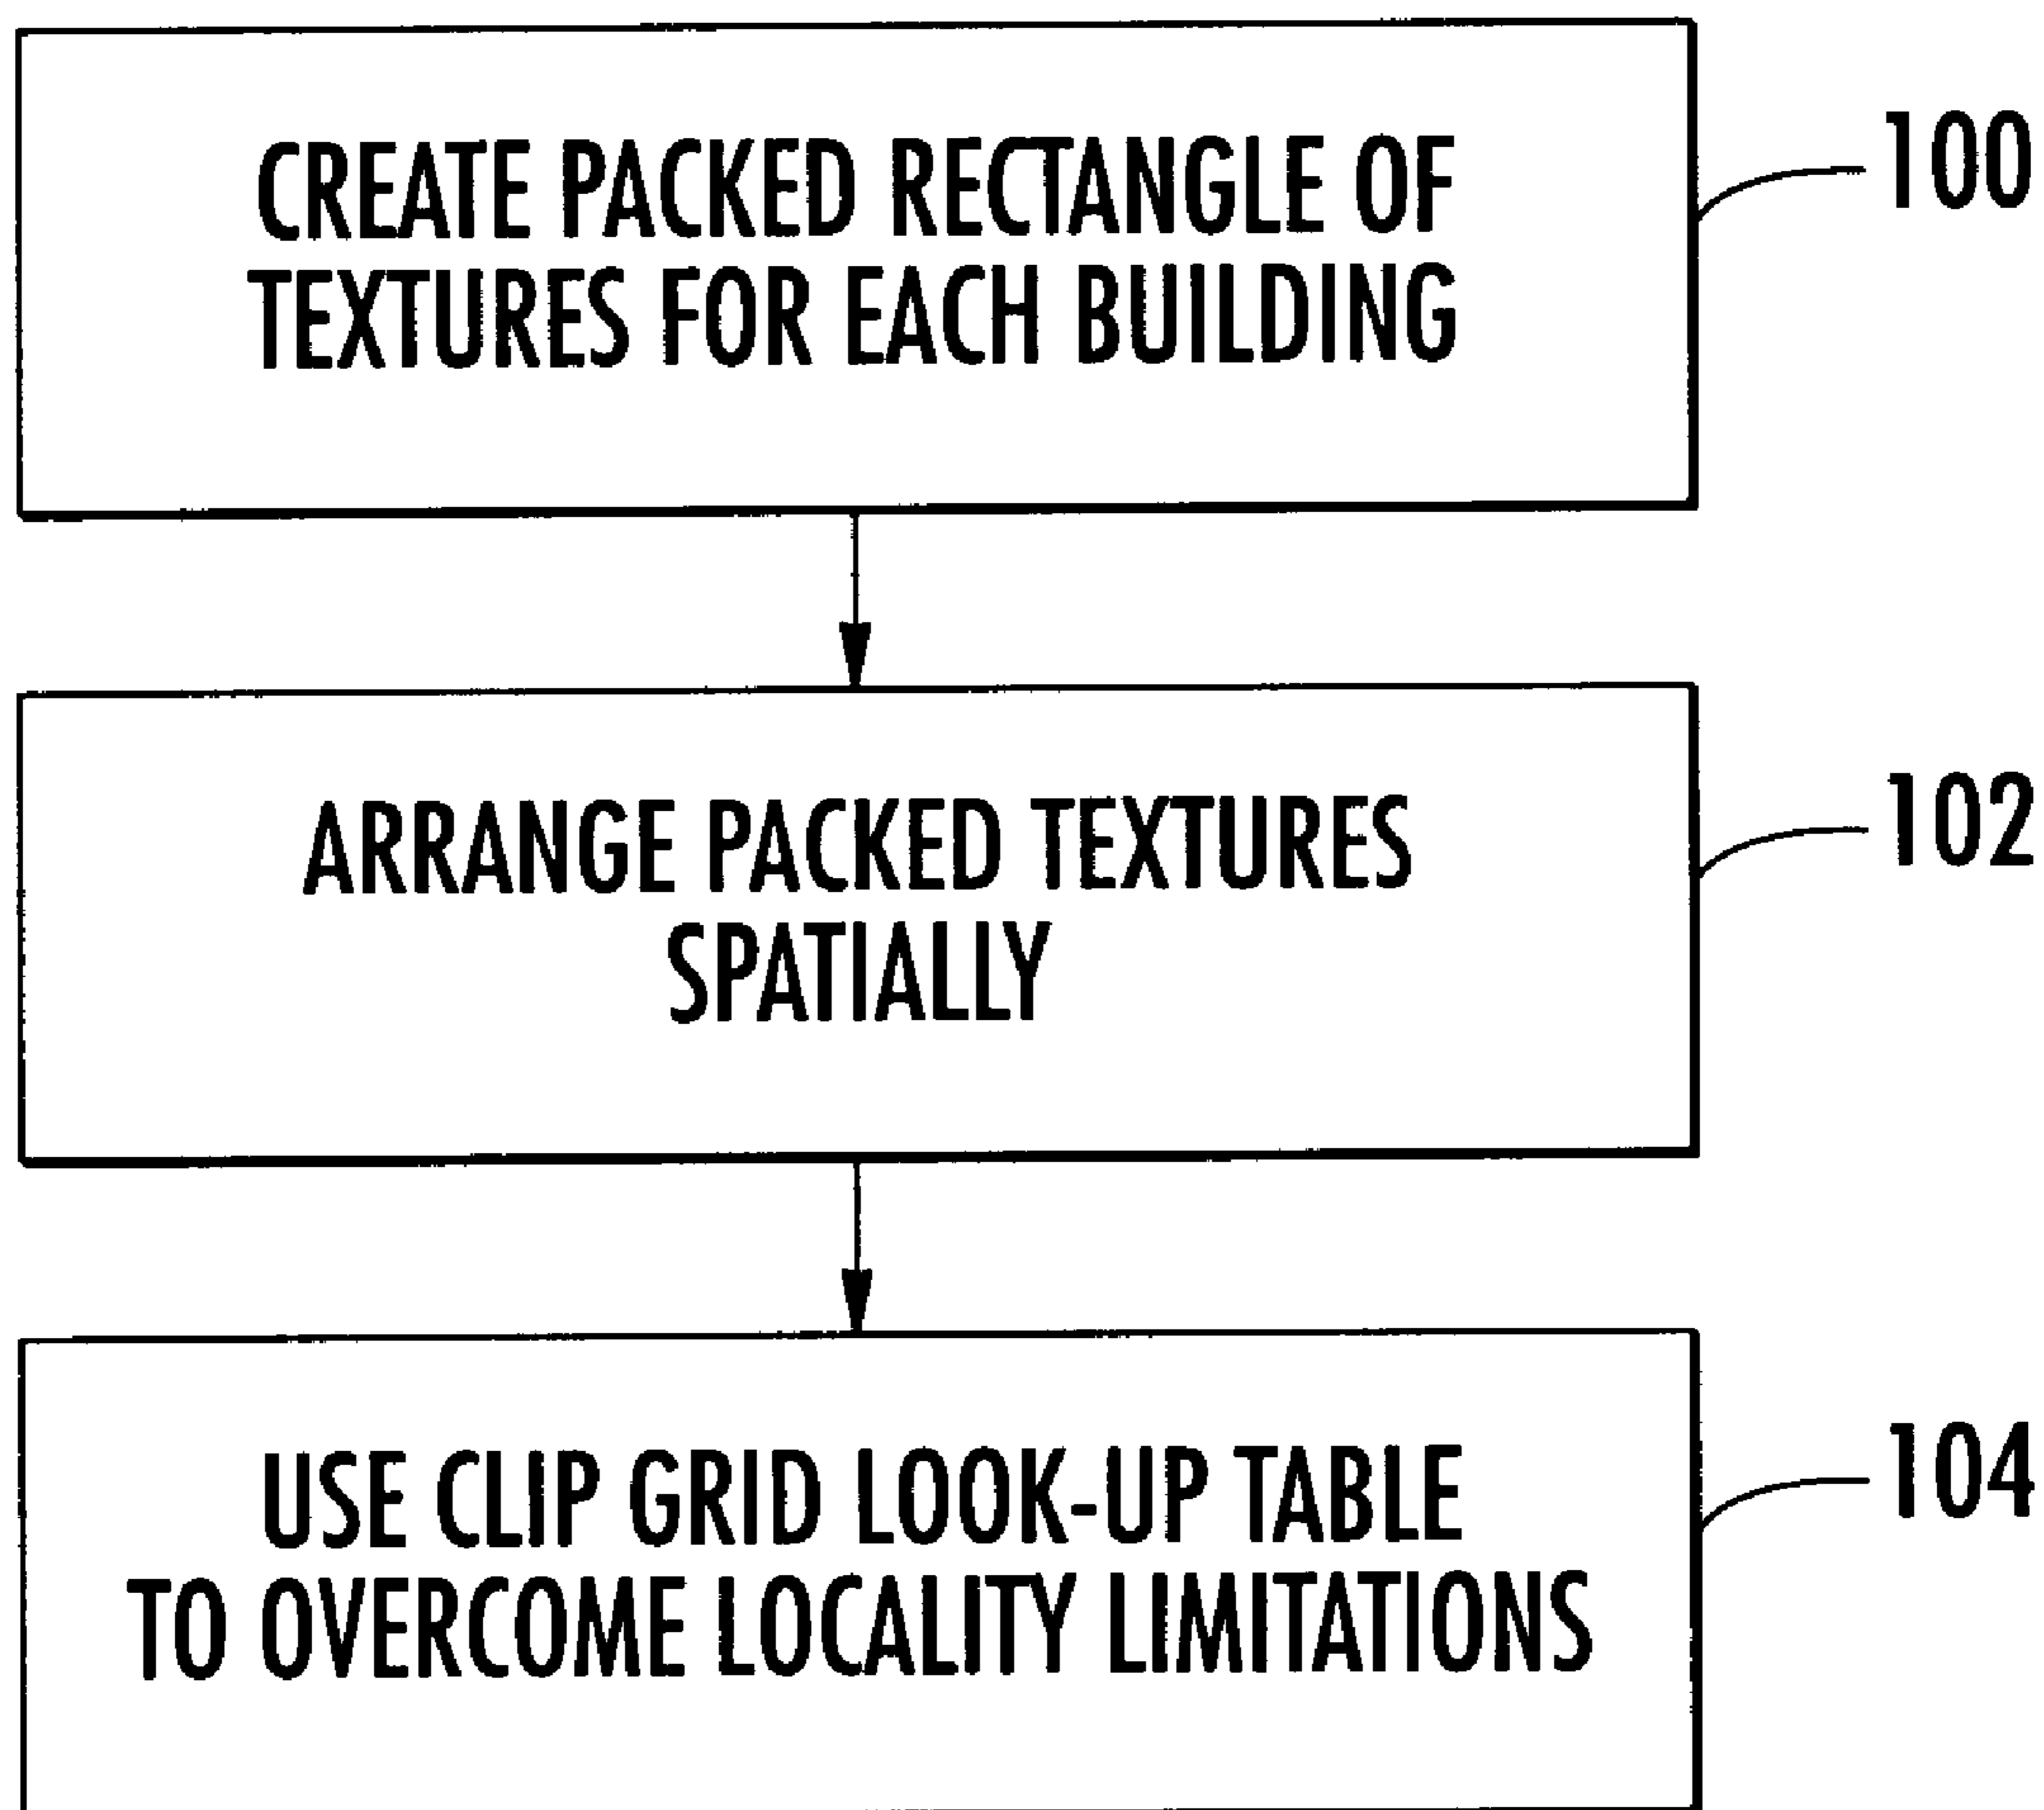 CREATE PACKED RECTANGLE OF
TEXTURES FOR EACH BUILDING
100
ARRANGE PACKED TEXTURES
SPATIALLY
102
USE CLIP GRID LOOK-UP TABLE
TO OVERCOME LOCALITY LIMITATIONS
104